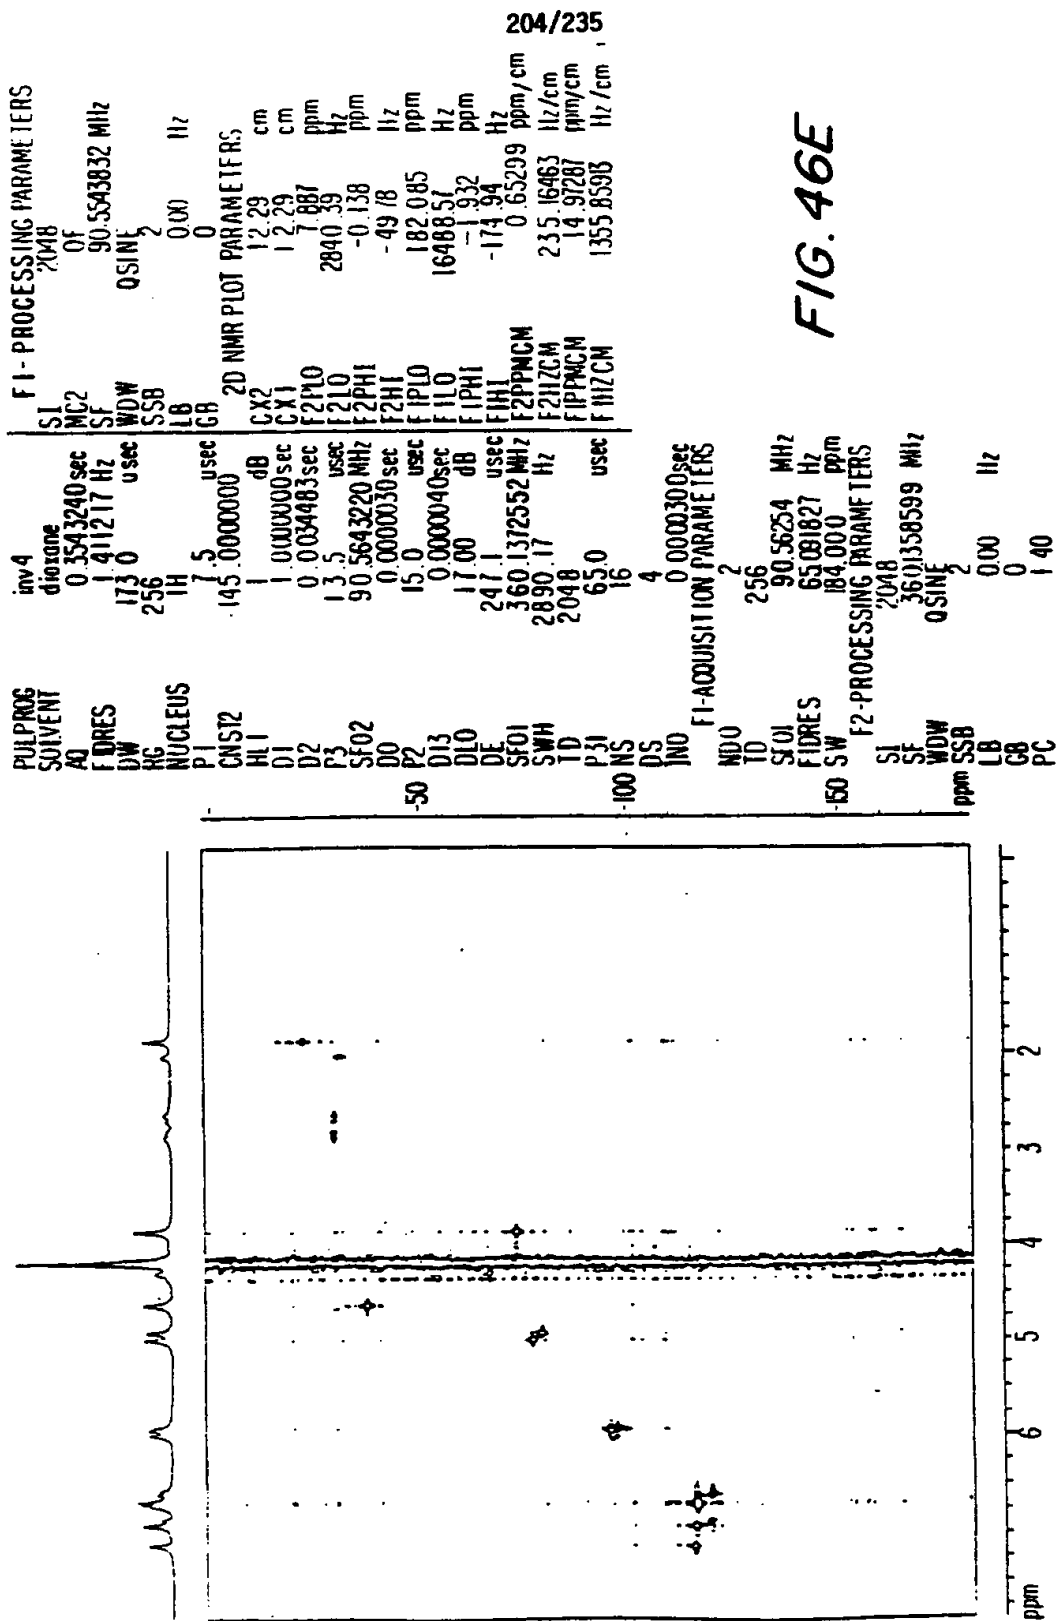 204/235
PULPROG inv4
SOLVENT dioxane
AQ 0.3543240 sec
FIDRES 1.411217 Hz
DW 173.0 usec
RG 256
NUCLEUS 1H
P1 7.5 usec
CNST2 -145.0000000
HL1 1 dB
D1 1.0000000 sec
D2 0.0034483 sec
P3 13.5 usec
SFO2 90.5643220 MHz
D0 0.0000030 sec
P2 15.0 usec
D13 0.0000040 sec
DLO 17.00 dB
DE 247.1 usec
SFO1 360.1372552 MHz
SWH 2890.17 Hz
TD 2048
P31 65.0 usec
NS 16
DS 4
IN0 0.0000300 sec
F1-ACQUISITION PARAMETERS
ND0 2
TD 256
SFO1 90.56254 MHz
FIDRES 65.091827 Hz
SW 184.000 ppm
F2-PROCESSING PARAMETERS
SI 2048
SF 360.1358599 MHz
WDW QSINE
SSB 2
LB 0.00 Hz
GB 0
PC 1 40
F1-PROCESSING PARAMETERS
SI 2048
MC2 QF
SF 90.5543832 MHz
WDW QSINE
SSB 2
LB 0.00 Hz
GB 0
2D NMR PLOT PARAMETERS
CX2 12.29 cm
CX1 12.29 cm
F2PLO 7.887 ppm
F2LO 2840.39 Hz
F2PHI -0.138 ppm
F2HI -49.78 Hz
F1PLO 182.085 ppm
F1LO 16488.57 Hz
F1PHI -1.932 ppm
F1HI -174.94 Hz
F2PPMCM 0.65299 ppm/cm
F2HZCM 235.16463 Hz/cm
F1PPMCM 14.97287 ppm/cm
F1HZCM 1355.85913 Hz/cm
-50
-100
-150
ppm
2
3
4
5
6
ppm
FIG. 46E